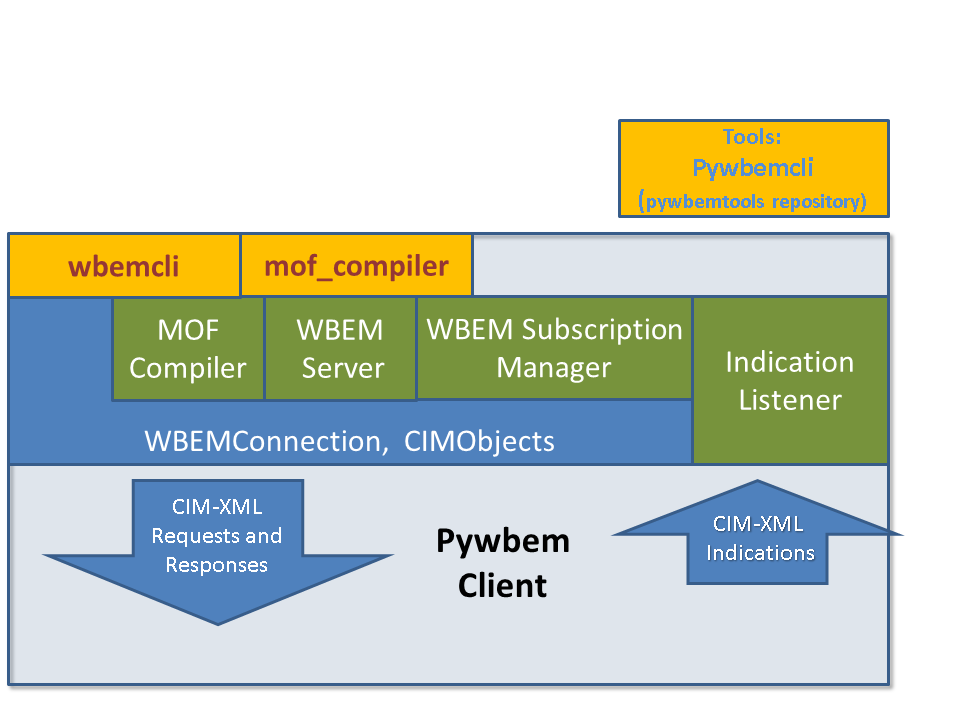 Tools:
Pywbemcli
(pywbemtools repository)
wbemcli
mof_compiler
MOF
Compiler
WBEM
Server
WBEM Subscription
Manager
Indication
Listener
WBEMConnection, CIMObjects
CIM-XML
Requests and
Responses
Pywbem
Client
CIM-XML
Indications